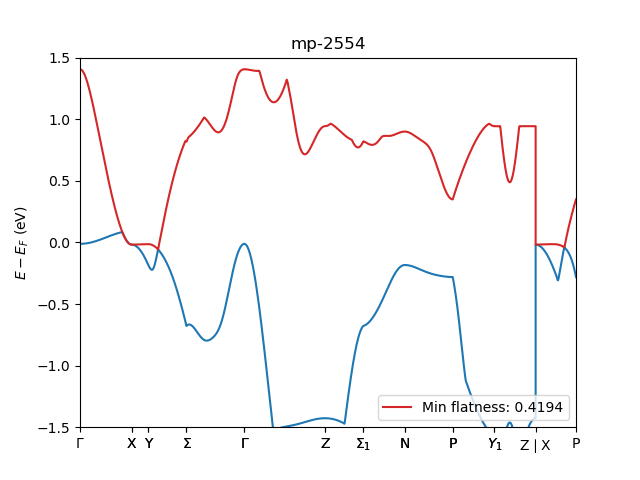 mp-2554
1.5
1.0
0.5
0.0
−0.5
−1.0
−1.5
E − E_F (eV)
Min flatness: 0.4194
Γ X Y Σ Γ Z Σ₁ N P Y₁ Z | X P